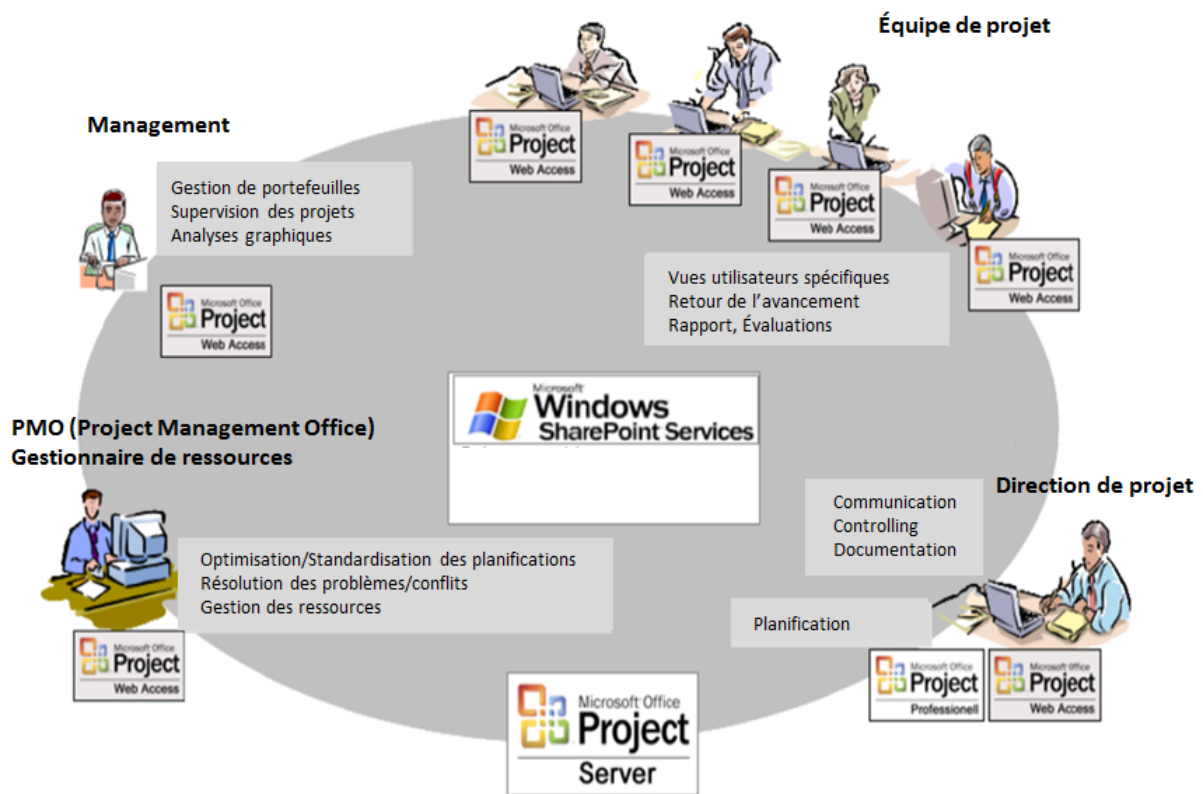 Équipe de projet
Microsoft Office
Project
Web Access
Microsoft Office
Project
Web Access
Microsoft Office
Project
Web Access
Microsoft Office
Project
Web Access
Vues utilisateurs spécifiques
Retour de l’avancement
Rapport, Évaluations
Management
Gestion de portefeuilles
Supervision des projets
Analyses graphiques
Microsoft Office
Project
Web Access
Microsoft
Windows
SharePoint Services
PMO (Project Management Office)
Gestionnaire de ressources
Optimisation/Standardisation des planifications
Résolution des problèmes/conflits
Gestion des ressources
Microsoft Office
Project
Web Access
Direction de projet
Communication
Controlling
Documentation
Planification
Microsoft Office
Project
Professionell
Microsoft Office
Project
Web Access
Microsoft Office
Project
Server